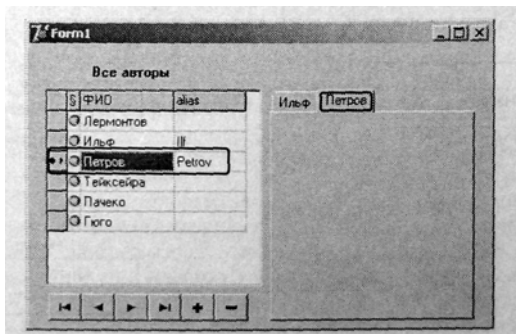 Form1
Все авторы
§ ФИО alias
Лермонтов
Ильф Ilf
Петров Petrov
Тейксейра
Пачеко
Гюго
Ильф Петров